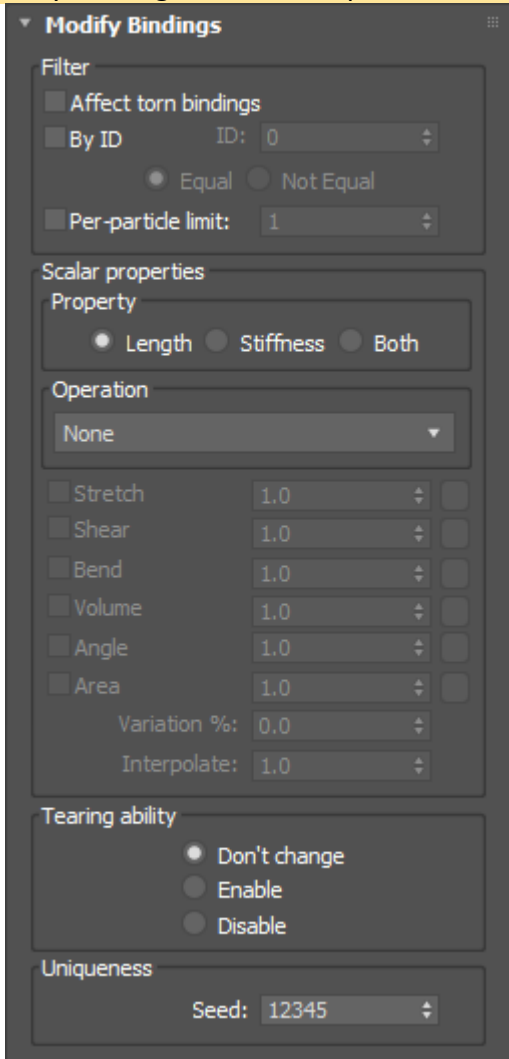 Modify Bindings
Filter
Affect torn bindings
By ID ID: 0
Equal Not Equal
Per-particle limit: 1
Scalar properties
Property
Length Stiffness Both
Operation
None
Stretch 1.0
Shear 1.0
Bend 1.0
Volume 1.0
Angle 1.0
Area 1.0
Variation %: 0.0
Interpolate: 1.0
Tearing ability
Don't change
Enable
Disable
Uniqueness
Seed: 12345